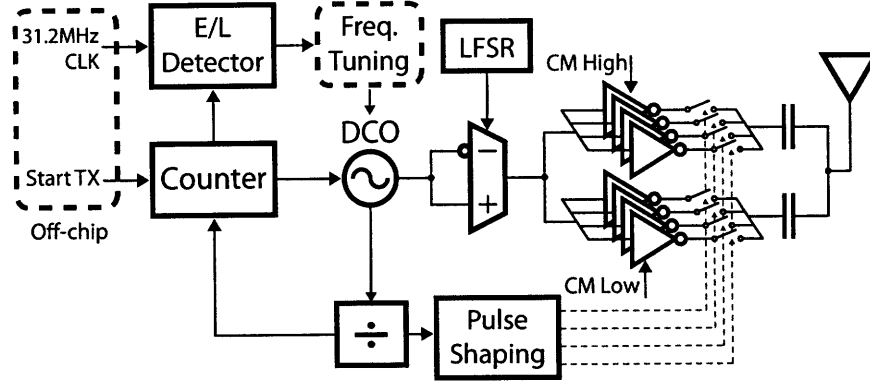 31.2MHz
CLK
E/L
Detector
Freq.
Tuning
LFSR
CM High
DCO
−
+
Start TX
Counter
Off-chip
CM Low
÷
Pulse
Shaping